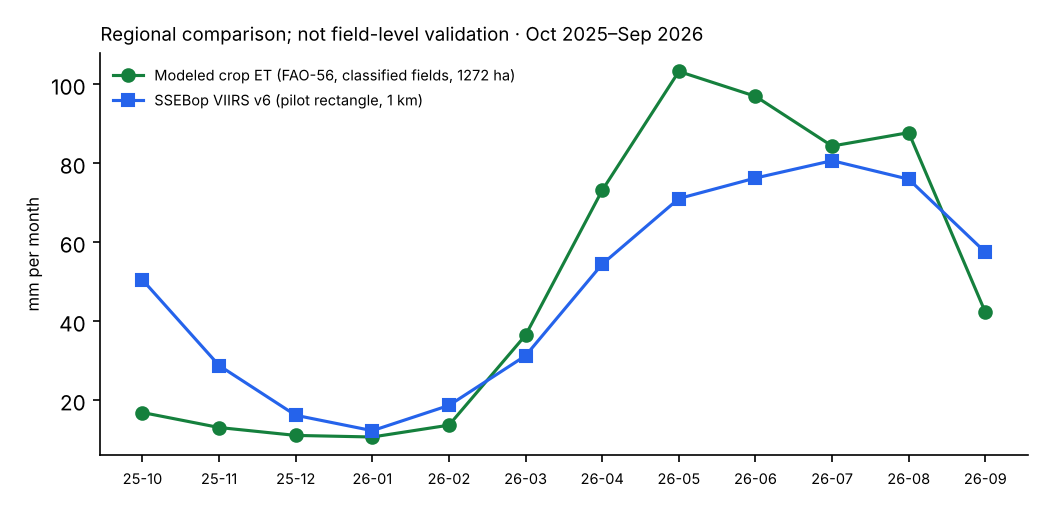 Regional comparison; not field-level validation · Oct 2025–Sep 2026
Modeled crop ET (FAO-56, classified fields, 1272 ha)
SSEBop VIIRS v6 (pilot rectangle, 1 km)
mm per month
100
80
60
40
20
25-10 25-11 25-12 26-01 26-02 26-03 26-04 26-05 26-06 26-07 26-08 26-09